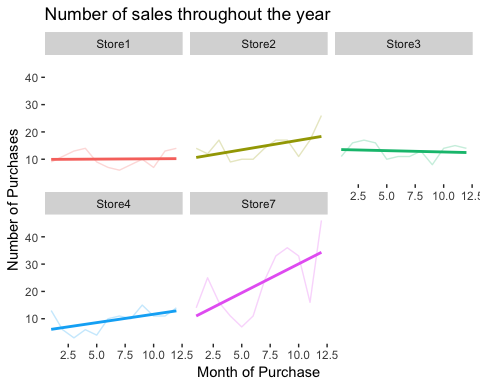 Number of sales throughout the year
Store1 Store2 Store3
40
30
20
10
2.5 5.0 7.5 10.0 12.5
Store4 Store7
40
30
20
10
2.5 5.0 7.5 10.0 12.5 2.5 5.0 7.5 10.0 12.5
Number of Purchases
Month of Purchase